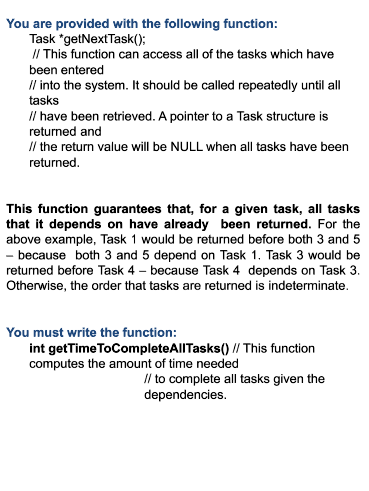 You are provided with the following function:
Task *getNextTask();
// This function can access all of the tasks which have
been entered
// into the system. It should be called repeatedly until all
tasks
// have been retrieved. A pointer to a Task structure is
returned and
// the return value will be NULL when all tasks have been
returned.
This function guarantees that, for a given task, all tasks
that it depends on have already been returned. For the
above example, Task 1 would be returned before both 3 and 5
– because both 3 and 5 depend on Task 1. Task 3 would be
returned before Task 4 – because Task 4 depends on Task 3.
Otherwise, the order that tasks are returned is indeterminate.
You must write the function:
int getTimeToCompleteAllTasks() // This function
computes the amount of time needed
// to complete all tasks given the
dependencies.